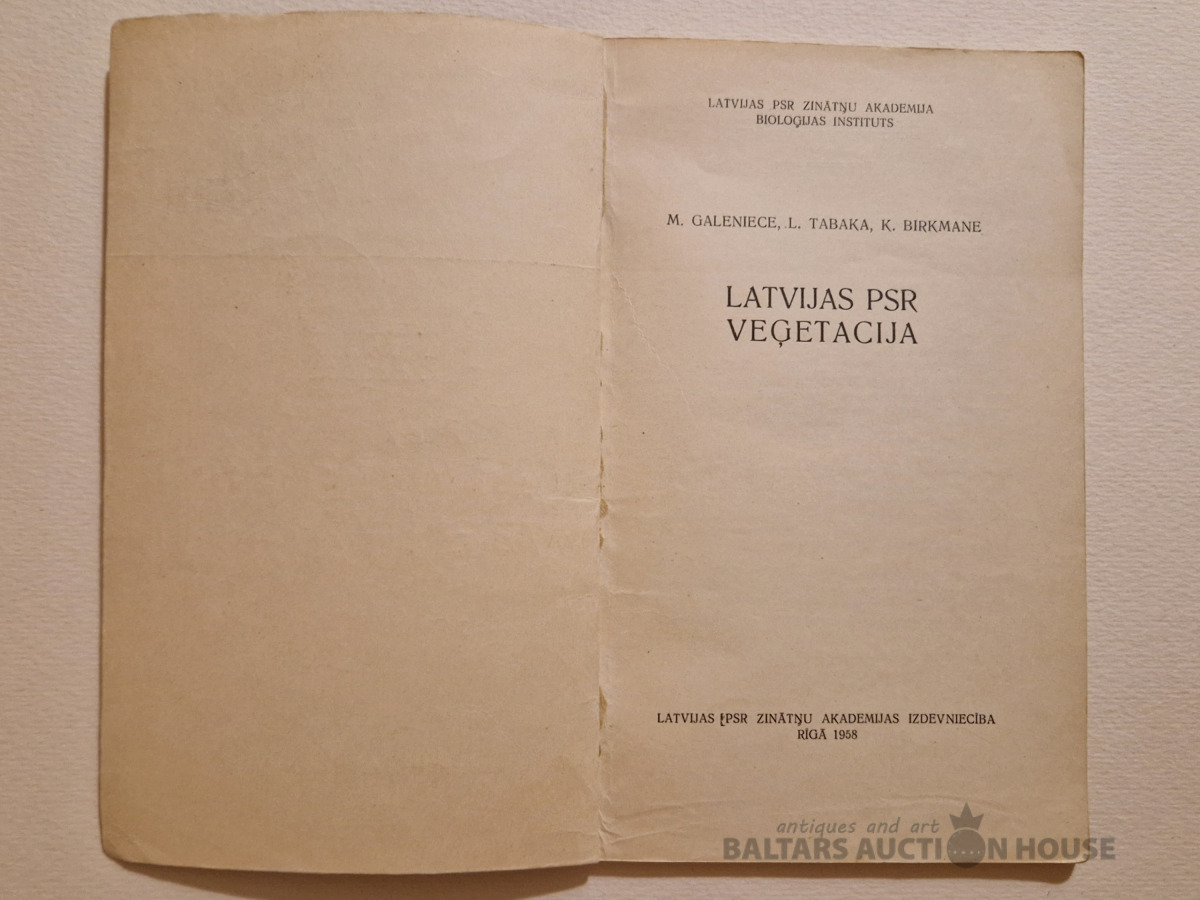 LATVIJAS PSR ZINĀTŅU AKADEMIJA
BIOLOĢIJAS INSTITUTS
M. GALENIECE, L. TABAKA, K. BIRKMANE
LATVIJAS PSR
VEĢETACIJA
LATVIJAS PSR ZINĀTŅU AKADEMIJAS IZDEVNIECĪBA
RĪGĀ 1958
antiques and art
BALTARS AUCTION HOUSE